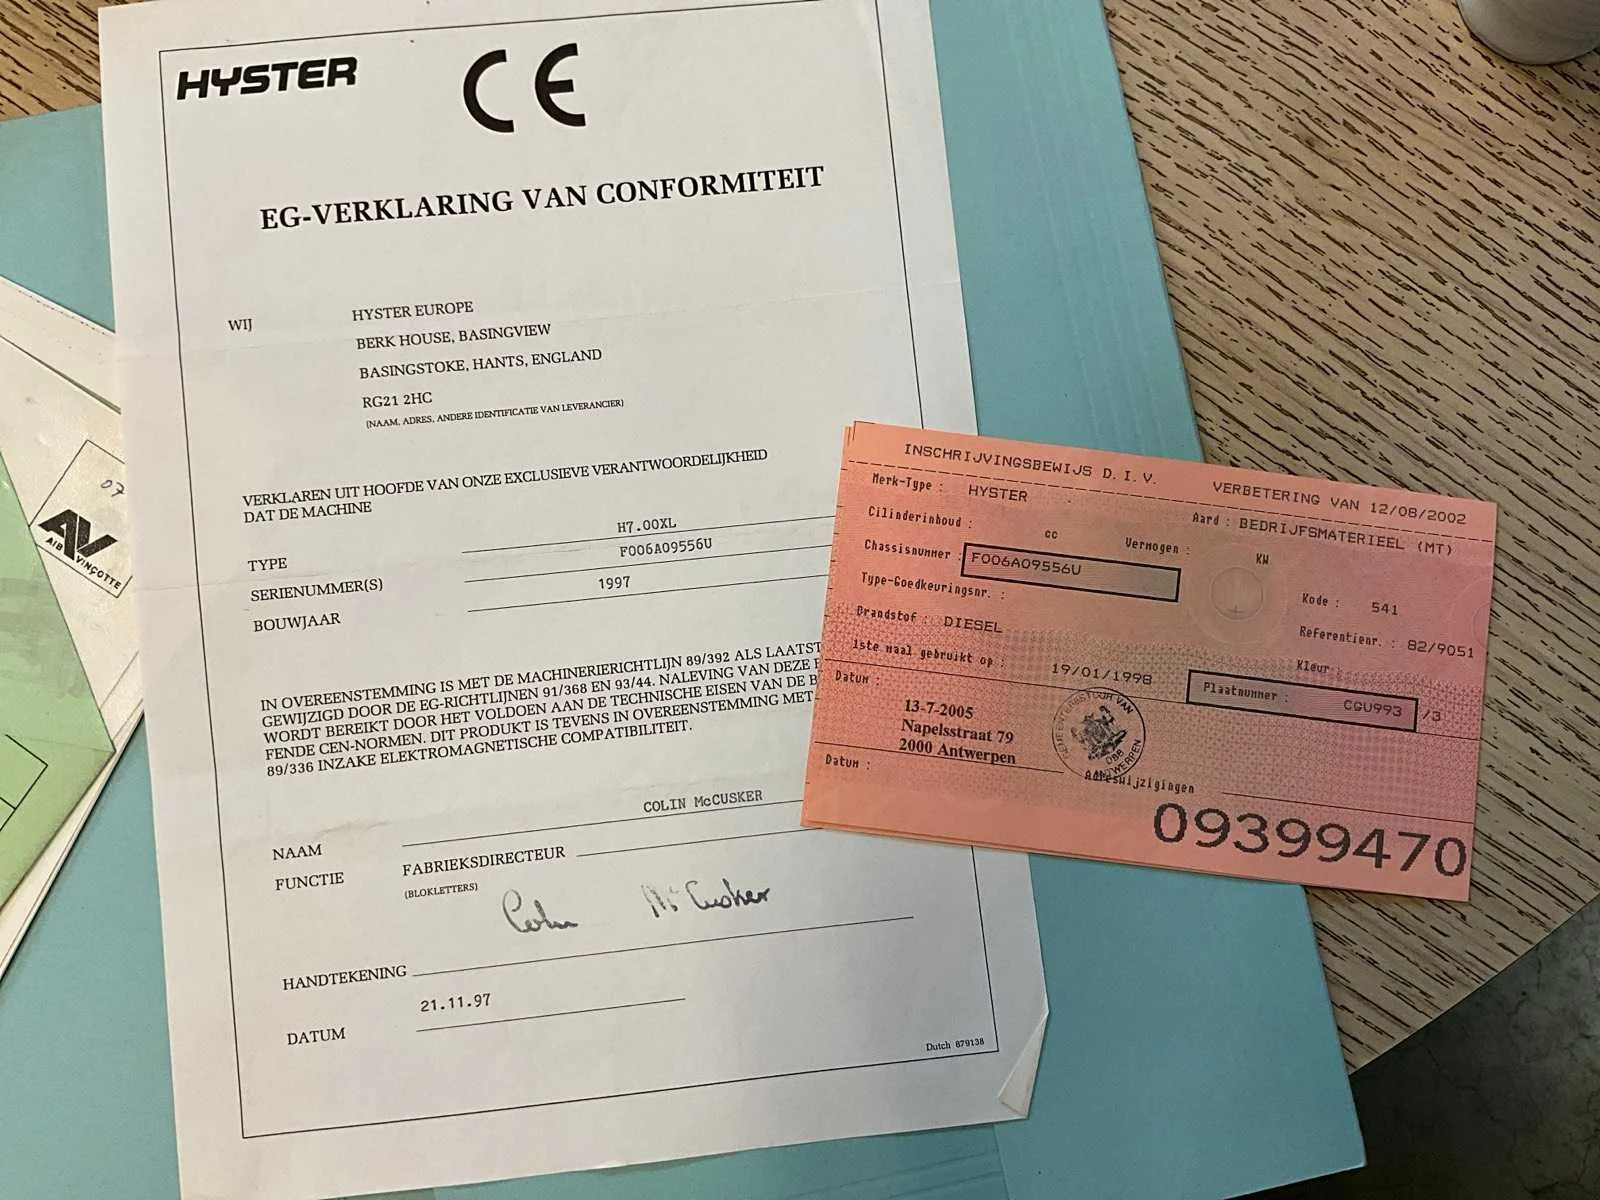 HYSTER
CE
EG-VERKLARING VAN CONFORMITEIT
WIJ
HYSTER EUROPE
BERK HOUSE, BASINGVIEW
BASINGSTOKE, HANTS, ENGLAND
RG21 2HC
(NAAM, ADRES, ANDERE IDENTIFICATIE VAN LEVERANCIER)
VERKLAREN UIT HOOFDE VAN ONZE EXCLUSIEVE VERANTWOORDELIJKHEID
DAT DE MACHINE
TYPE H7.00XL
SERIENUMMER(S) F006A09556U
BOUWJAAR 1997
IN OVEREENSTEMMING IS MET DE MACHINERIERICHTLIJN 89/392 ALS LAATST
GEWIJZIGD DOOR DE EG-RICHTLIJNEN 91/368 EN 93/44. NALEVING VAN DEZE
WORDT BEREIKT DOOR HET VOLDOEN AAN DE TECHNISCHE EISEN VAN DE
FENDE CEN-NORMEN. DIT PRODUKT IS TEVENS IN OVEREENSTEMMING MET
89/336 INZAKE ELEKTROMAGNETISCHE COMPATIBILITEIT.
NAAM COLIN McCUSKER
FUNCTIE FABRIEKSDIRECTEUR
(BLOKLETTERS)
Colin McCusker
HANDTEKENING
21.11.97
DATUM
Dutch 879138
07
AV
AIB VINÇOTTE
INSCHRIJVINGSBEWIJS D.I.V. VERBETERING VAN 12/08/2002
Merk-Type : HYSTER
Aard : BEDRIJFSMATERIEEL (MT)
Cilinderinhoud : cc Vermogen : KW
Chassisnummer : F006A09556U
Kode : 541
Type-Goedkeuringsnr. :
Referentienr. : 82/9051
Brandstof : DIESEL
Kleur :
1ste maal gebruikt op : 19/01/1998
Plaatnummer : CGU993 /3
Datum :
13-7-2005
Napelsstraat 79
2000 Antwerpen
GEMEENTEBESTUUR VAN ANTWERPEN
DBB
Datum :
Adreswijzigingen
09399470